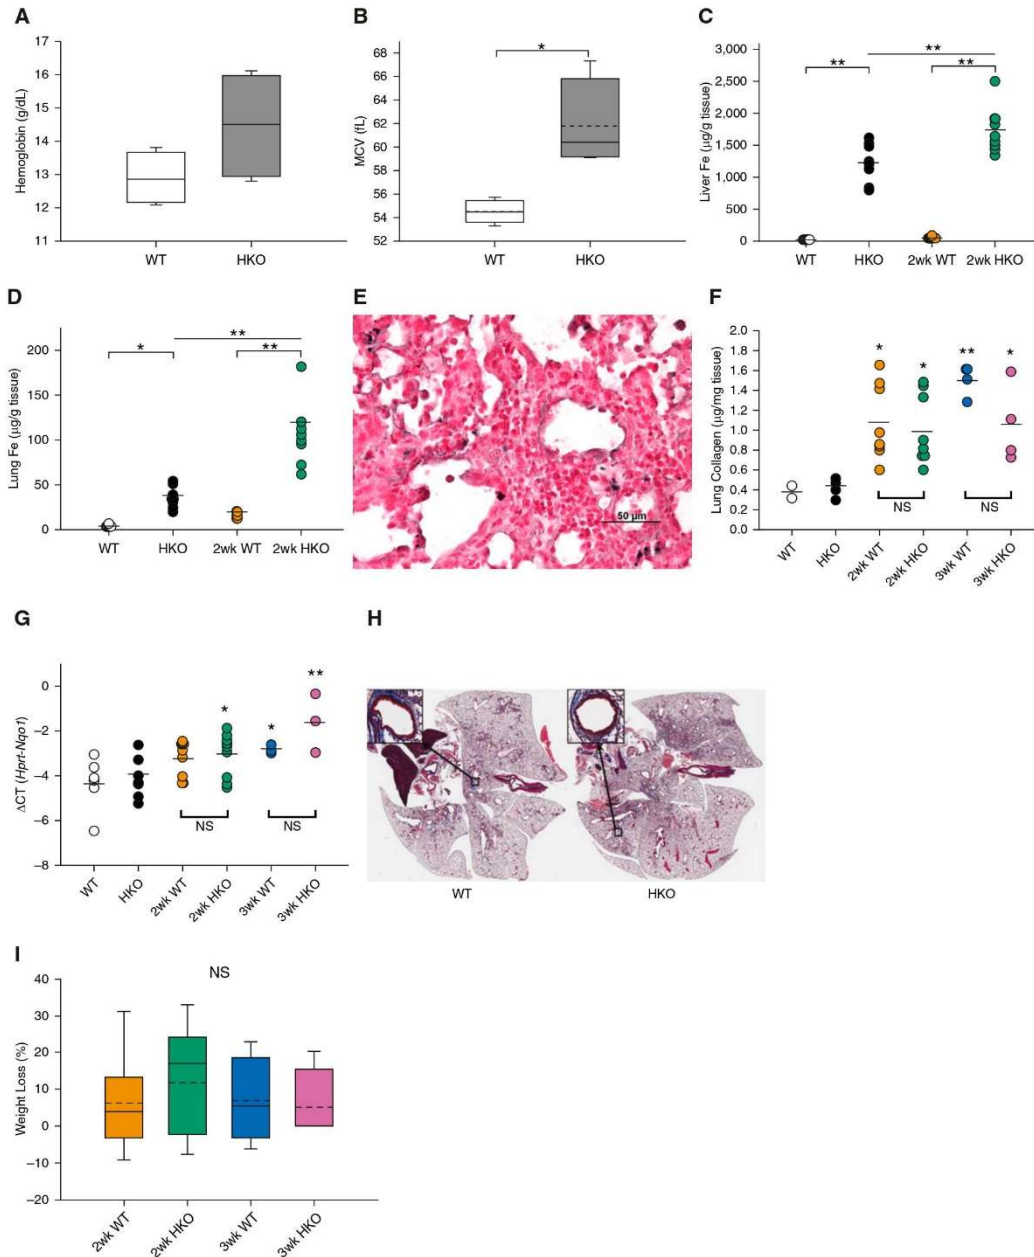 A
Hemoglobin (g/dL)
17
16
15
14
13
12
11
WT
HKO
B
MCV (fL)
68
66
64
62
60
58
56
54
52
*
WT
HKO
C
Liver Fe (µg/g tissue)
3,000
2,500
2,000
1,500
1,000
500
0
**
**
**
WT
HKO
2wk WT
2wk HKO
D
Lung Fe (µg/g tissue)
200
150
100
50
0
**
*
**
WT
HKO
2wk WT
2wk HKO
E
50 µm
F
Lung Collagen (µg/mg tissue)
2.0
1.8
1.6
1.4
1.2
1.0
0.8
0.6
0.4
0.2
0.0
*
*
**
*
NS
NS
WT
HKO
2wk WT
2wk HKO
3wk WT
3wk HKO
G
ΔCT (Hprt-Nqo1)
0
–2
–4
–6
–8
*
*
**
NS
NS
WT
HKO
2wk WT
2wk HKO
3wk WT
3wk HKO
H
WT
HKO
I
NS
Weight Loss (%)
40
30
20
10
0
–10
–20
2wk WT
2wk HKO
3wk WT
3wk HKO